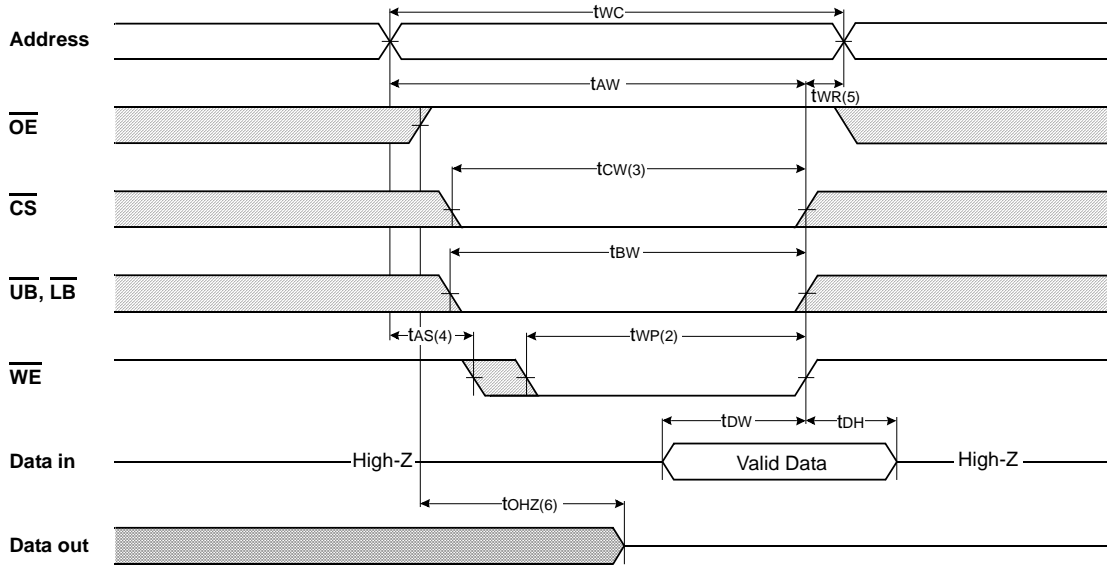 tWC
Address
tAW
tWR(5)
OE
tCW(3)
CS
tBW
UB, LB
tAS(4)
tWP(2)
WE
tDW
tDH
Data in
High-Z
Valid Data
High-Z
tOHZ(6)
Data out